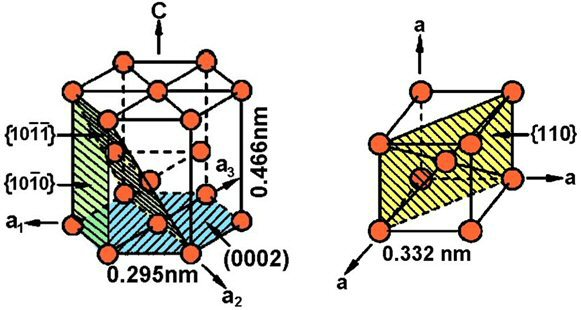 C
{101̄1̄}
{101̄0}
a₁
a₂
a₃
0.466nm
0.295nm
(0002)
a
a
a
{110}
0.332 nm